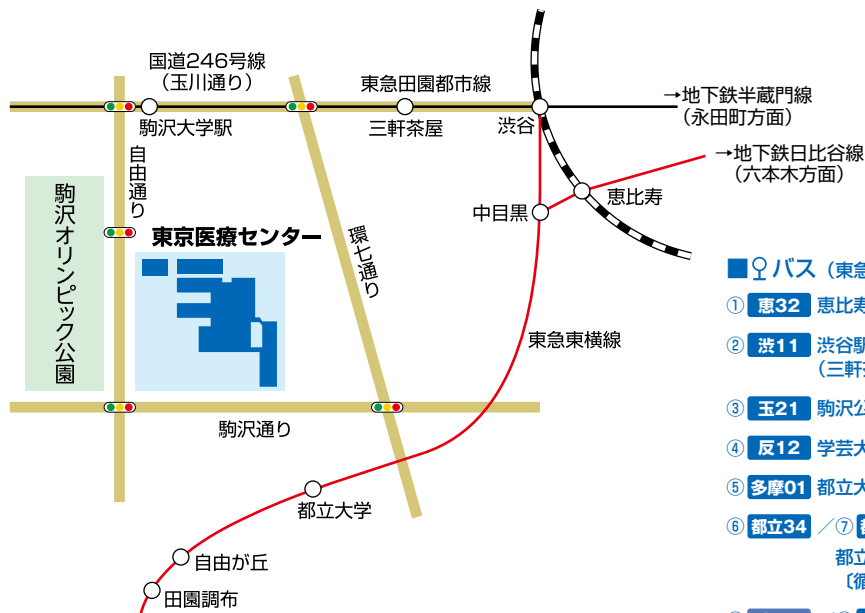 国道246号線
（玉川通り）
東急田園都市線
→地下鉄半蔵門線
（永田町方面）
駒沢大学駅
三軒茶屋
渋谷
→地下鉄日比谷線
（六本木方面）
自由通り
恵比寿
中目黒
駒沢オリンピック公園
東京医療センター
環七通り
東急東横線
駒沢通り
都立大学
自由が丘
田園調布
■バス（東急
① 恵32 恵比寿
② 渋11 渋谷駅
（三軒
③ 玉21 駒沢公
④ 反12 学芸大
⑤ 多摩01 都立大
⑥ 都立34 ／⑦
都立
〔循